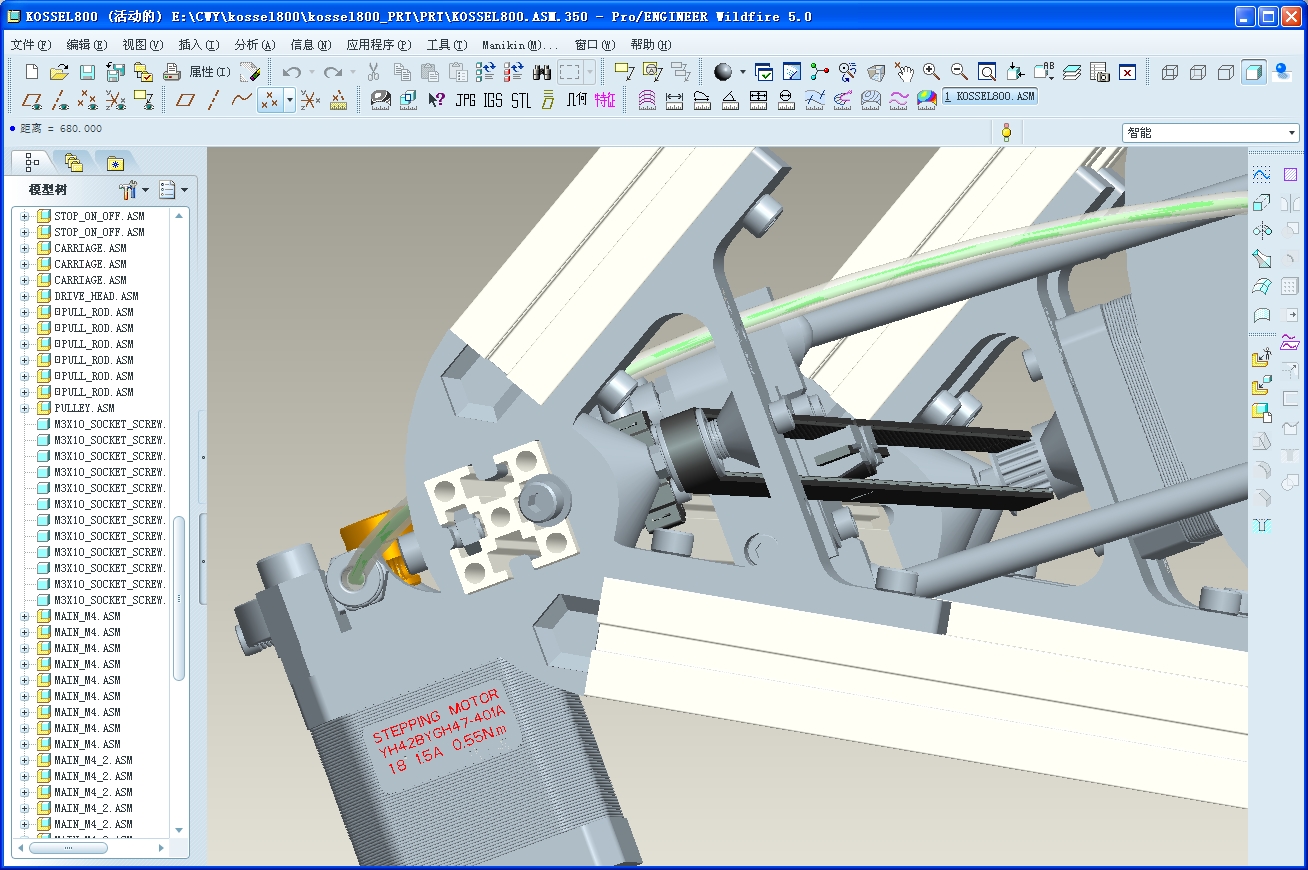 KOSSEL800 (活动的) E:\CWY\kossel800\kossel800_PRT\PRT\KOSSEL800.ASM.350 - Pro/ENGINEER Wildfire 5.0
文件(F) 编辑(E) 视图(V) 插入(I) 分析(A) 信息(N) 应用程序(P) 工具(T) Manikin(M)... 窗口(W) 帮助(H)
属性(I)
JPG IGS STL 几何 特征 1 KOSSEL800.ASM
距离 = 680.000
智能
模型树
STOP_ON_OFF.ASM
STOP_ON_OFF.ASM
CARRIAGE.ASM
CARRIAGE.ASM
CARRIAGE.ASM
DRIVE_HEAD.ASM
PULL_ROD.ASM
PULL_ROD.ASM
PULL_ROD.ASM
PULL_ROD.ASM
PULL_ROD.ASM
PULL_ROD.ASM
PULLEY.ASM
M3X10_SOCKET_SCREW.
M3X10_SOCKET_SCREW.
M3X10_SOCKET_SCREW.
M3X10_SOCKET_SCREW.
M3X10_SOCKET_SCREW.
M3X10_SOCKET_SCREW.
M3X10_SOCKET_SCREW.
M3X10_SOCKET_SCREW.
M3X10_SOCKET_SCREW.
M3X10_SOCKET_SCREW.
M3X10_SOCKET_SCREW.
M3X10_SOCKET_SCREW.
MAIN_M4.ASM
MAIN_M4.ASM
MAIN_M4.ASM
MAIN_M4.ASM
MAIN_M4.ASM
MAIN_M4.ASM
MAIN_M4.ASM
MAIN_M4.ASM
MAIN_M4.ASM
MAIN_M4_2.ASM
MAIN_M4_2.ASM
MAIN_M4_2.ASM
MAIN_M4_2.ASM
MAIN_M4_2.ASM
STEPPING MOTOR
YH42BYGH47-401A
1.8 1.5A 0.55N.m